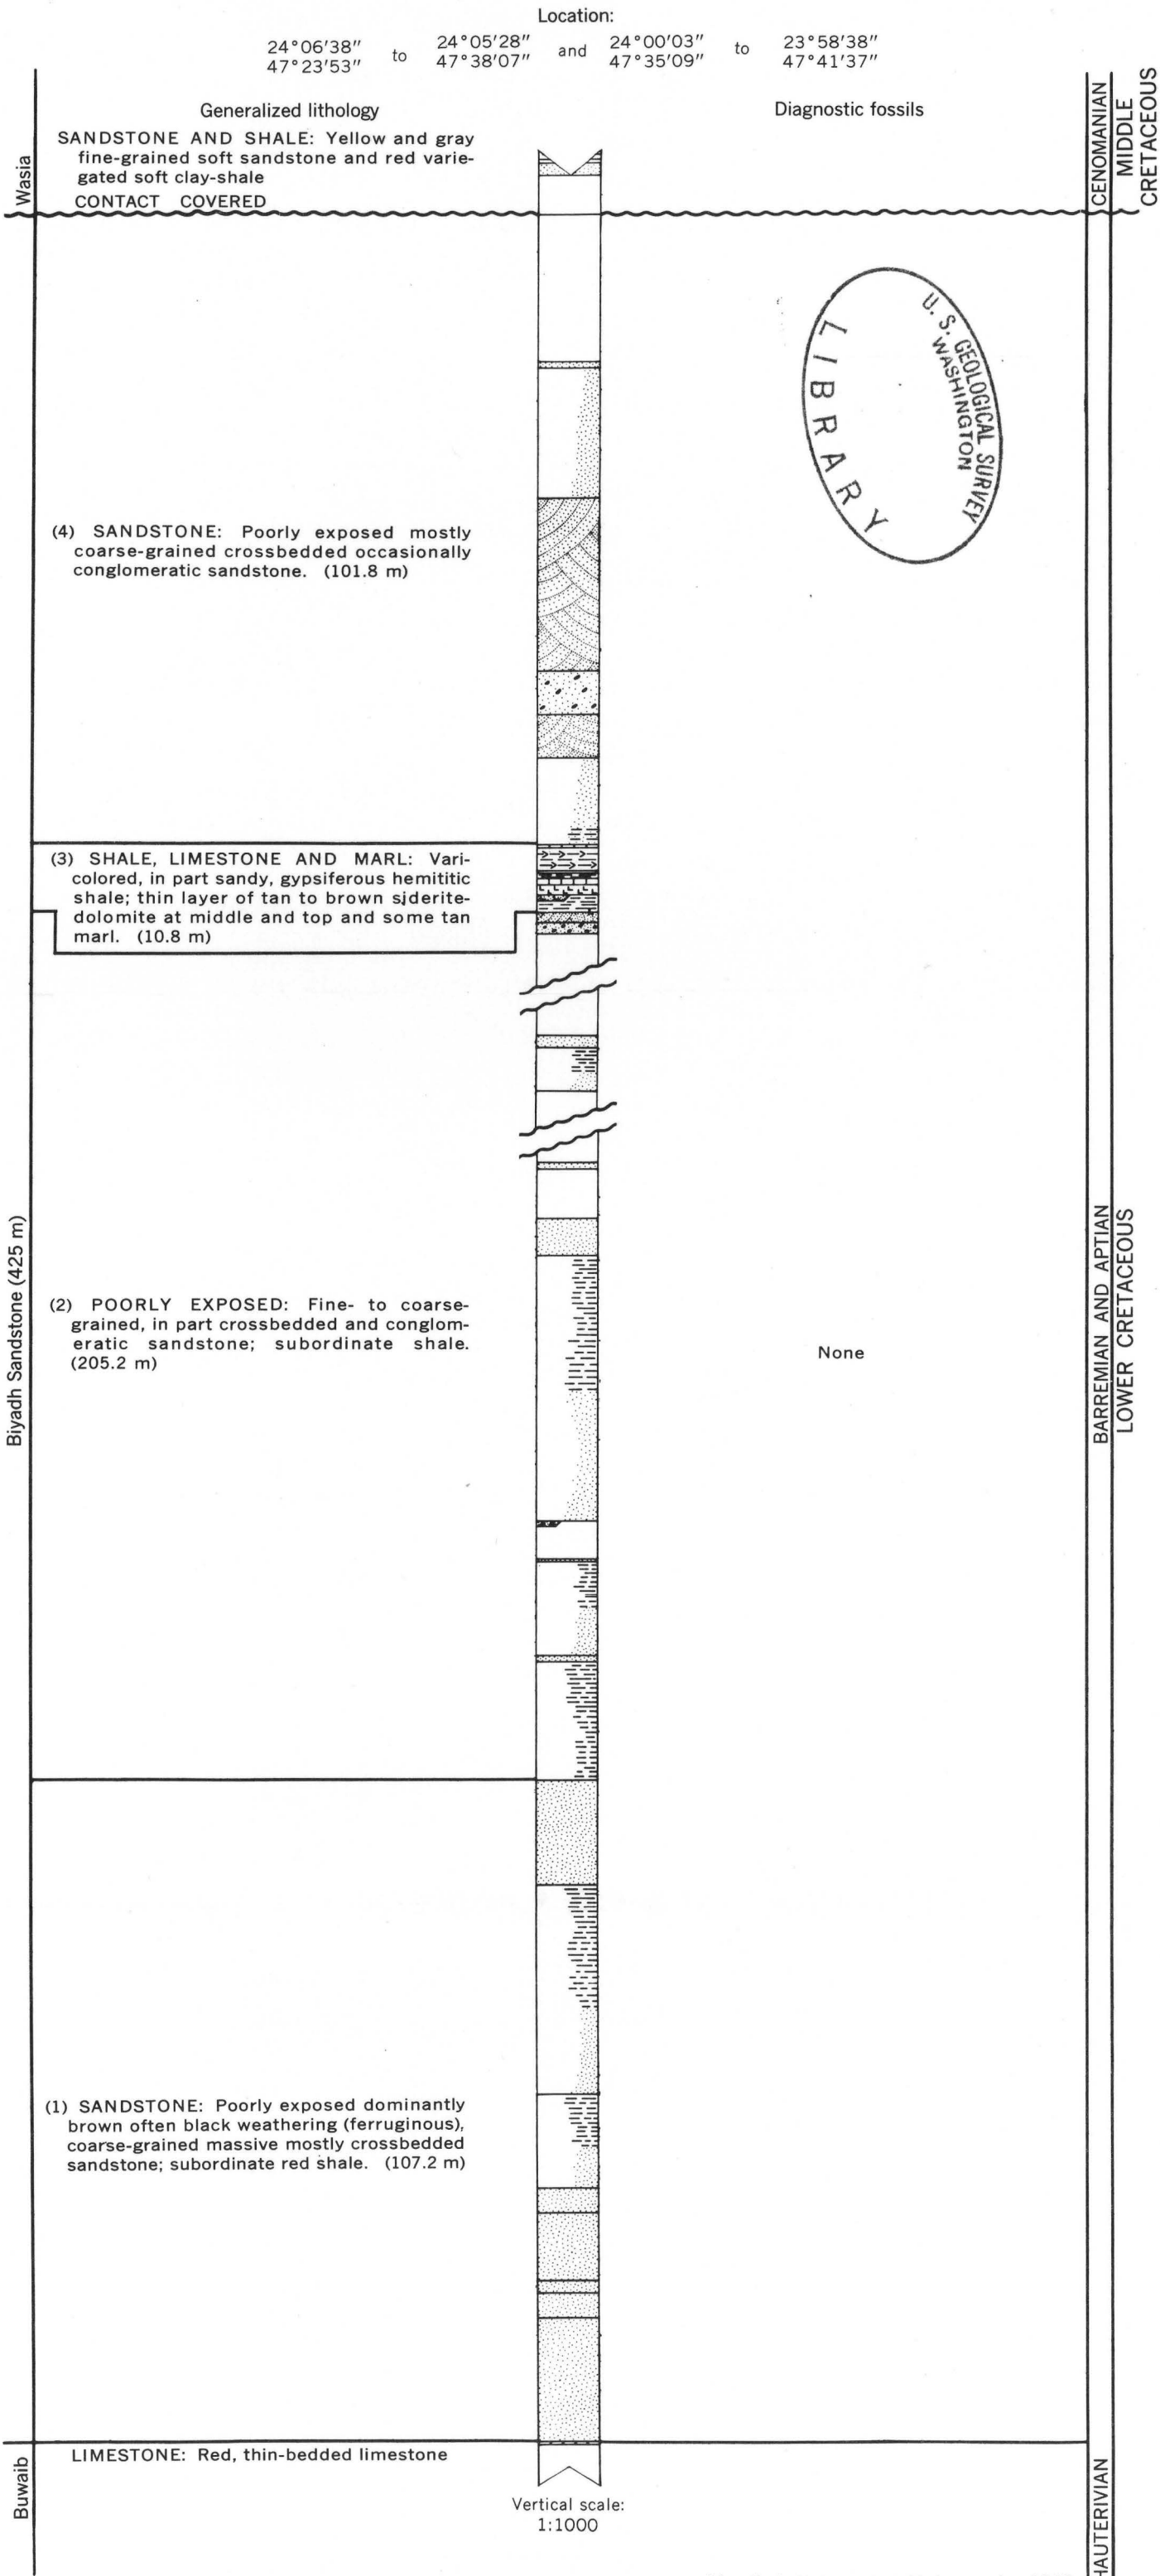 Location:
24°06′38″ to 24°05′28″ and 24°00′03″ to 23°58′38″
47°23′53″ 47°38′07″ 47°35′09″ 47°41′37″
Generalized lithology
Diagnostic fossils
Wasia
SANDSTONE AND SHALE: Yellow and gray
fine-grained soft sandstone and red varie-
gated soft clay-shale
CONTACT COVERED
CENOMANIAN
MIDDLE
CRETACEOUS
U. S. GEOLOGICAL SURVEY
WASHINGTON
LIBRARY
(4) SANDSTONE: Poorly exposed mostly
coarse-grained crossbedded occasionally
conglomeratic sandstone. (101.8 m)
(3) SHALE, LIMESTONE AND MARL: Vari-
colored, in part sandy, gypsiferous hemititic
shale; thin layer of tan to brown siderite-
dolomite at middle and top and some tan
marl. (10.8 m)
Biyadh Sandstone (425 m)
(2) POORLY EXPOSED: Fine- to coarse-
grained, in part crossbedded and conglom-
eratic sandstone; subordinate shale.
(205.2 m)
None
BARREMIAN AND APTIAN
LOWER CRETACEOUS
(1) SANDSTONE: Poorly exposed dominantly
brown often black weathering (ferruginous),
coarse-grained massive mostly crossbedded
sandstone; subordinate red shale. (107.2 m)
Buwaib
LIMESTONE: Red, thin-bedded limestone
HAUTERIVIAN
Vertical scale:
1:1000